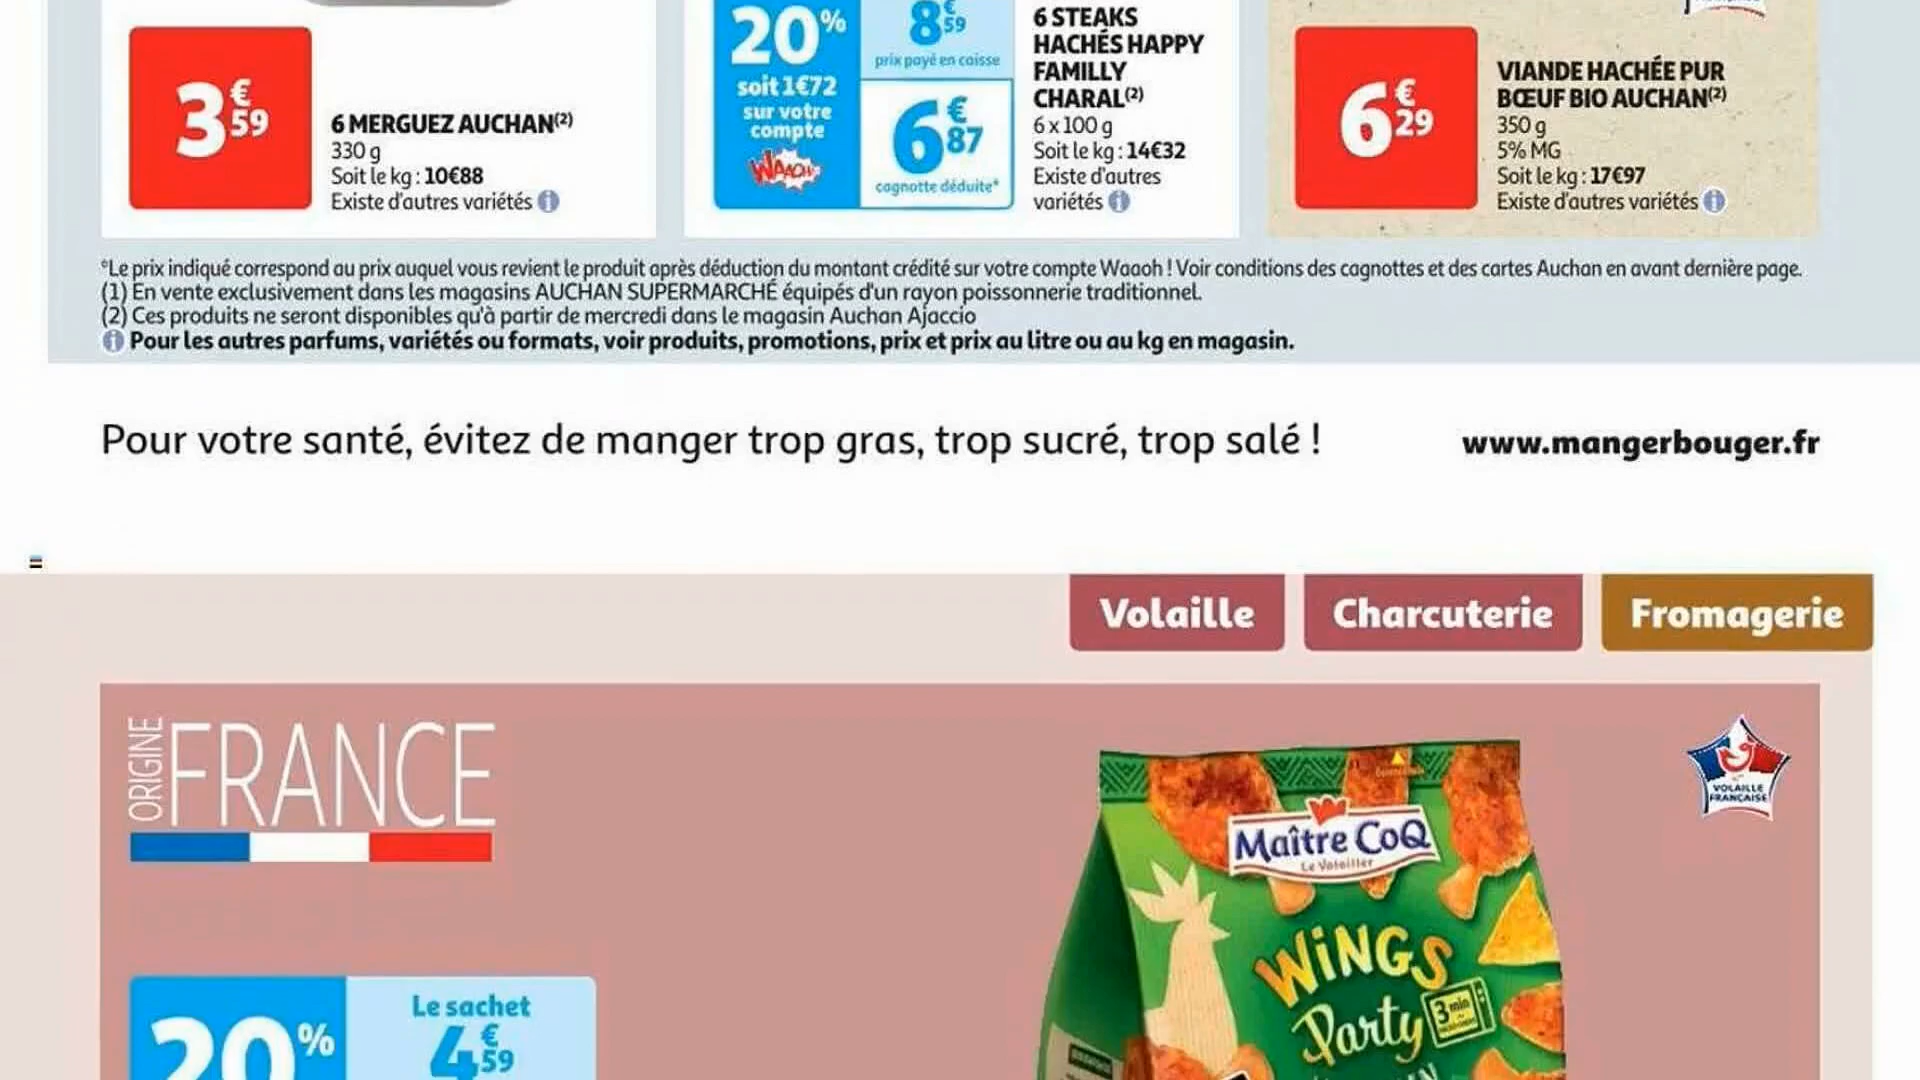 3€59
6 MERGUEZ AUCHAN(2)
330 g
Soit le kg : 10€88
Existe d'autres variétés i
20%
soit 1€72
sur votre
compte
WAAOH
8€59
prix payé en caisse
6€87
cagnotte déduite*
6 STEAKS
HACHÉS HAPPY
FAMILLY
CHARAL(2)
6 x 100 g
Soit le kg : 14€32
Existe d'autres
variétés i
6€29
VIANDE HACHÉE PUR
BŒUF BIO AUCHAN(2)
350 g
5% MG
Soit le kg : 17€97
Existe d'autres variétés i
*Le prix indiqué correspond au prix auquel vous revient le produit après déduction du montant crédité sur votre compte Waaoh ! Voir conditions des cagnottes et des cartes Auchan en avant dernière page.
(1) En vente exclusivement dans les magasins AUCHAN SUPERMARCHÉ équipés d'un rayon poissonnerie traditionnel.
(2) Ces produits ne seront disponibles qu'à partir de mercredi dans le magasin Auchan Ajaccio
i Pour les autres parfums, variétés ou formats, voir produits, promotions, prix et prix au litre ou au kg en magasin.
Pour votre santé, évitez de manger trop gras, trop sucré, trop salé !
www.mangerbouger.fr
Volaille
Charcuterie
Fromagerie
ORIGINE
FRANCE
VOLAILLE
FRANÇAISE
Maître CoQ
Le Volailler
WiNGS
Party
3 min
20%
Le sachet
4€59